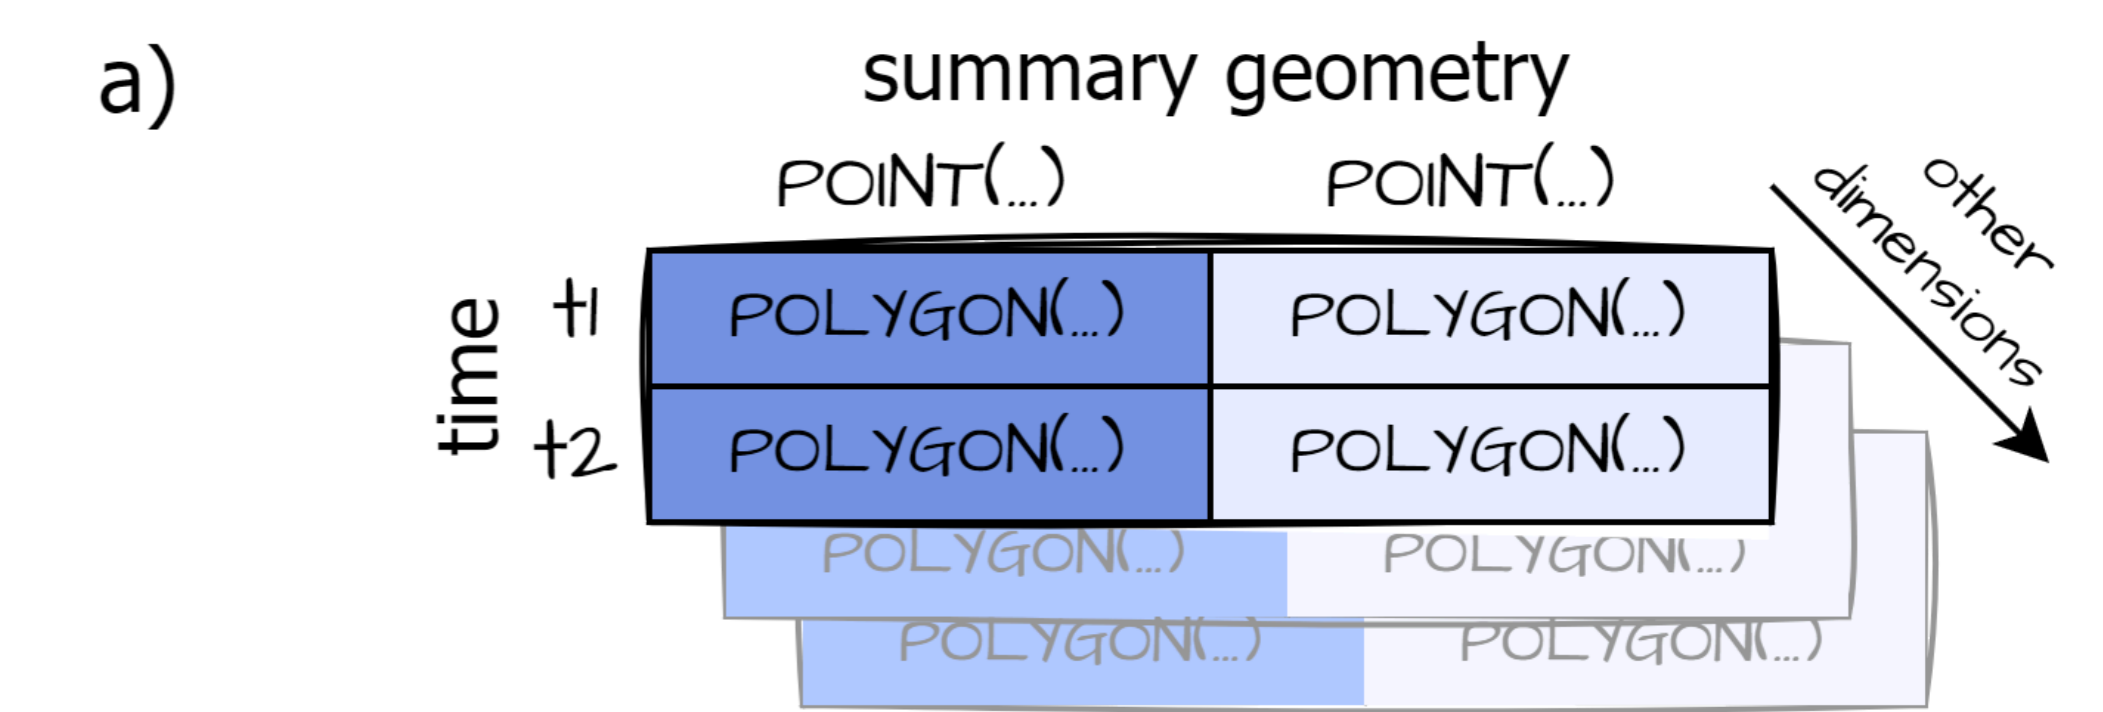 a)
summary geometry
POINT(...) POINT(...)
other
dimensions
time
t1 POLYGON(...) POLYGON(...)
t2 POLYGON(...) POLYGON(...)
POLYGON(...) POLYGON(...)
POLYGON(...) POLYGON(...)